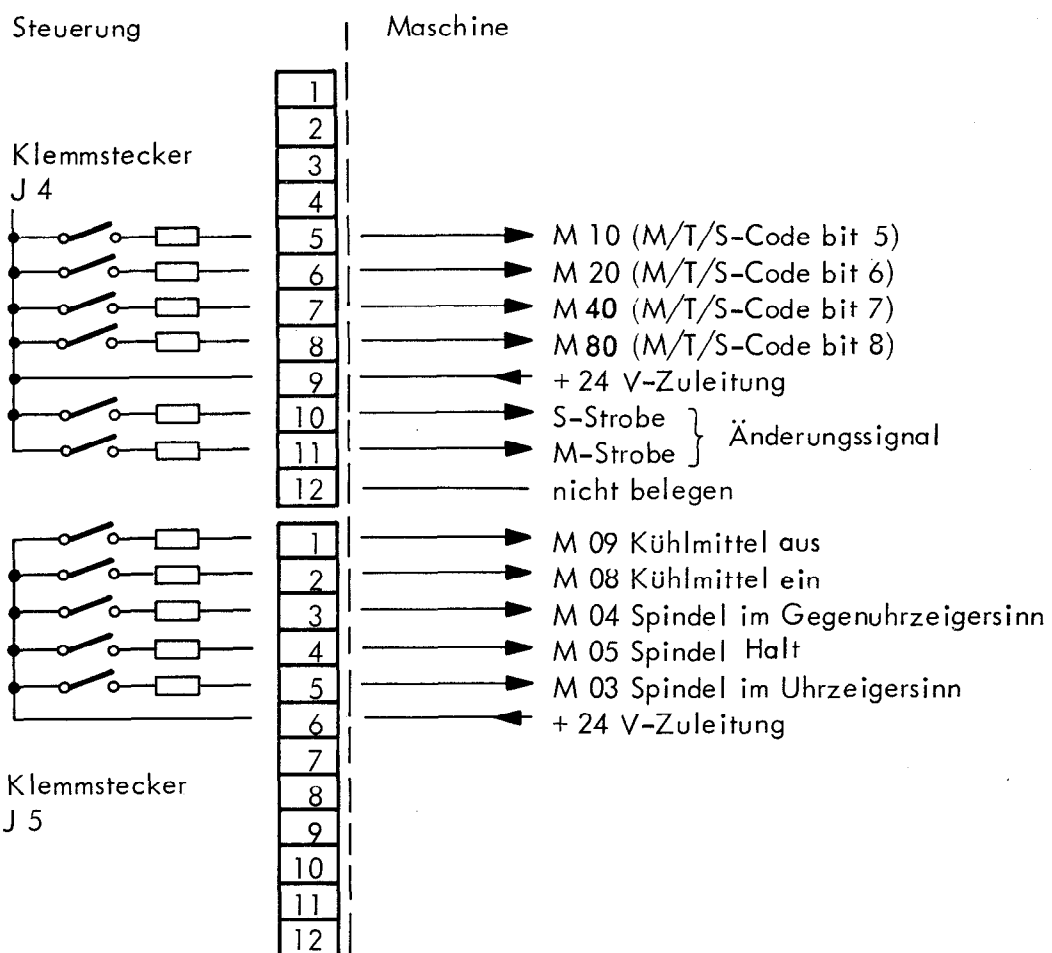 Steuerung
Maschine
1
2
Klemmstecker
3
J 4
4
5 M 10 (M/T/S-Code bit 5)
6 M 20 (M/T/S-Code bit 6)
7 M 40 (M/T/S-Code bit 7)
8 M 80 (M/T/S-Code bit 8)
9 + 24 V-Zuleitung
10 S-Strobe
} Änderungssignal
11 M-Strobe
12 nicht belegen
1 M 09 Kühlmittel aus
2 M 08 Kühlmittel ein
3 M 04 Spindel im Gegenuhrzeigersinn
4 M 05 Spindel Halt
5 M 03 Spindel im Uhrzeigersinn
6 + 24 V-Zuleitung
7
Klemmstecker
8
J 5
9
10
11
12